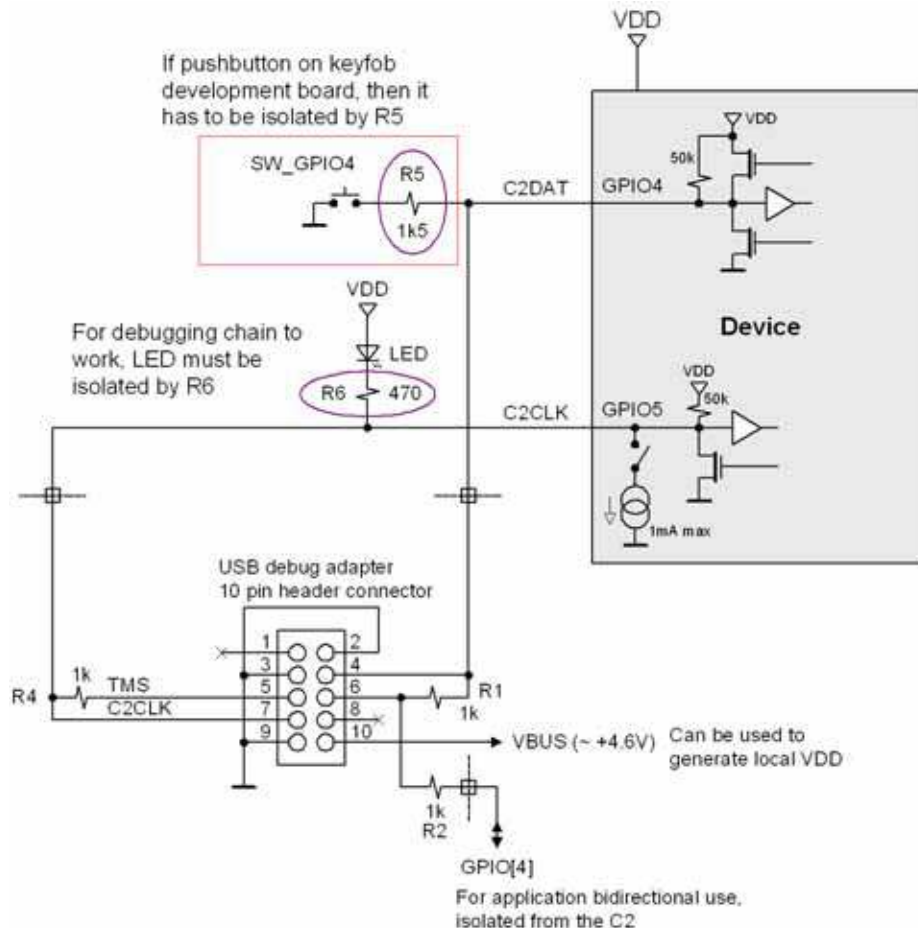 VDD
If pushbutton on keyfob
development board, then it
has to be isolated by R5
SW_GPIO4
R5
1k5
C2DAT
GPIO4
VDD
50k
VDD
LED
For debugging chain to
work, LED must be
isolated by R6
R6
470
Device
C2CLK
GPIO5
VDD
50k
1mA max
USB debug adapter
10 pin header connector
1
2
3
4
1k
TMS
5
6
R4
R1
C2CLK
7
8
1k
9
10
VBUS (~ +4.6V)
Can be used to
generate local VDD
1k
R2
GPIO[4]
For application bidirectional use,
isolated from the C2